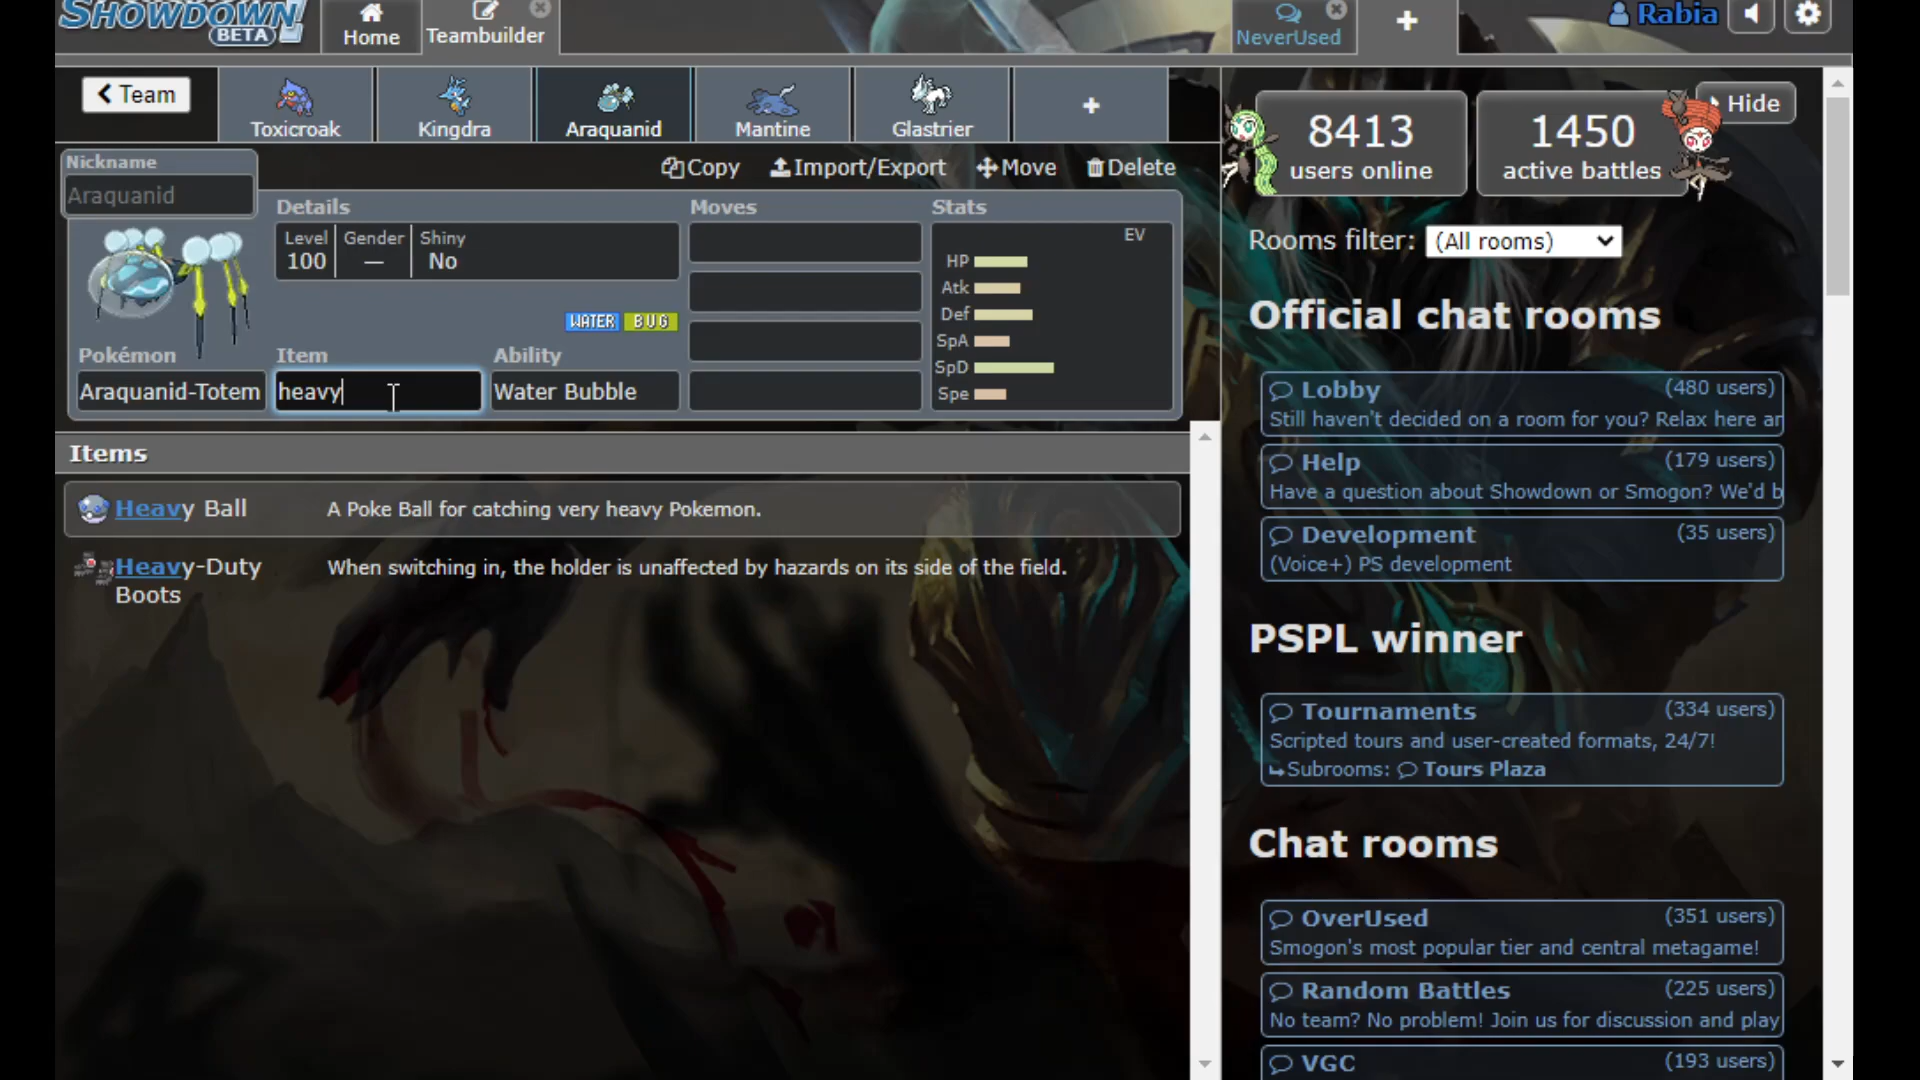 SHOWDOWN!
BETA
Home
Teambuilder
NeverUsed
Rabia
Team
Toxicroak
Kingdra
Araquanid
Mantine
Glastrier
Hide
8413
users online
1450
active battles
Nickname
Araquanid
Copy
Import/Export
Move
Delete
Details
Moves
Stats
Level
100
Gender
—
Shiny
No
EV
HP
Atk
Def
SpA
SpD
Spe
WATER BUG
Pokémon
Item
Ability
Araquanid-Totem
heavy
Water Bubble
Items
Heavy Ball
A Poke Ball for catching very heavy Pokemon.
Heavy-Duty
Boots
When switching in, the holder is unaffected by hazards on its side of the field.
Rooms filter: (All rooms)
Official chat rooms
Lobby (480 users)
Still haven't decided on a room for you? Relax here ar
Help (179 users)
Have a question about Showdown or Smogon? We'd b
Development (35 users)
(Voice+) PS development
PSPL winner
Tournaments (334 users)
Scripted tours and user-created formats, 24/7!
Subrooms: Tours Plaza
Chat rooms
OverUsed (351 users)
Smogon's most popular tier and central metagame!
Random Battles (225 users)
No team? No problem! Join us for discussion and play
VGC (193 users)